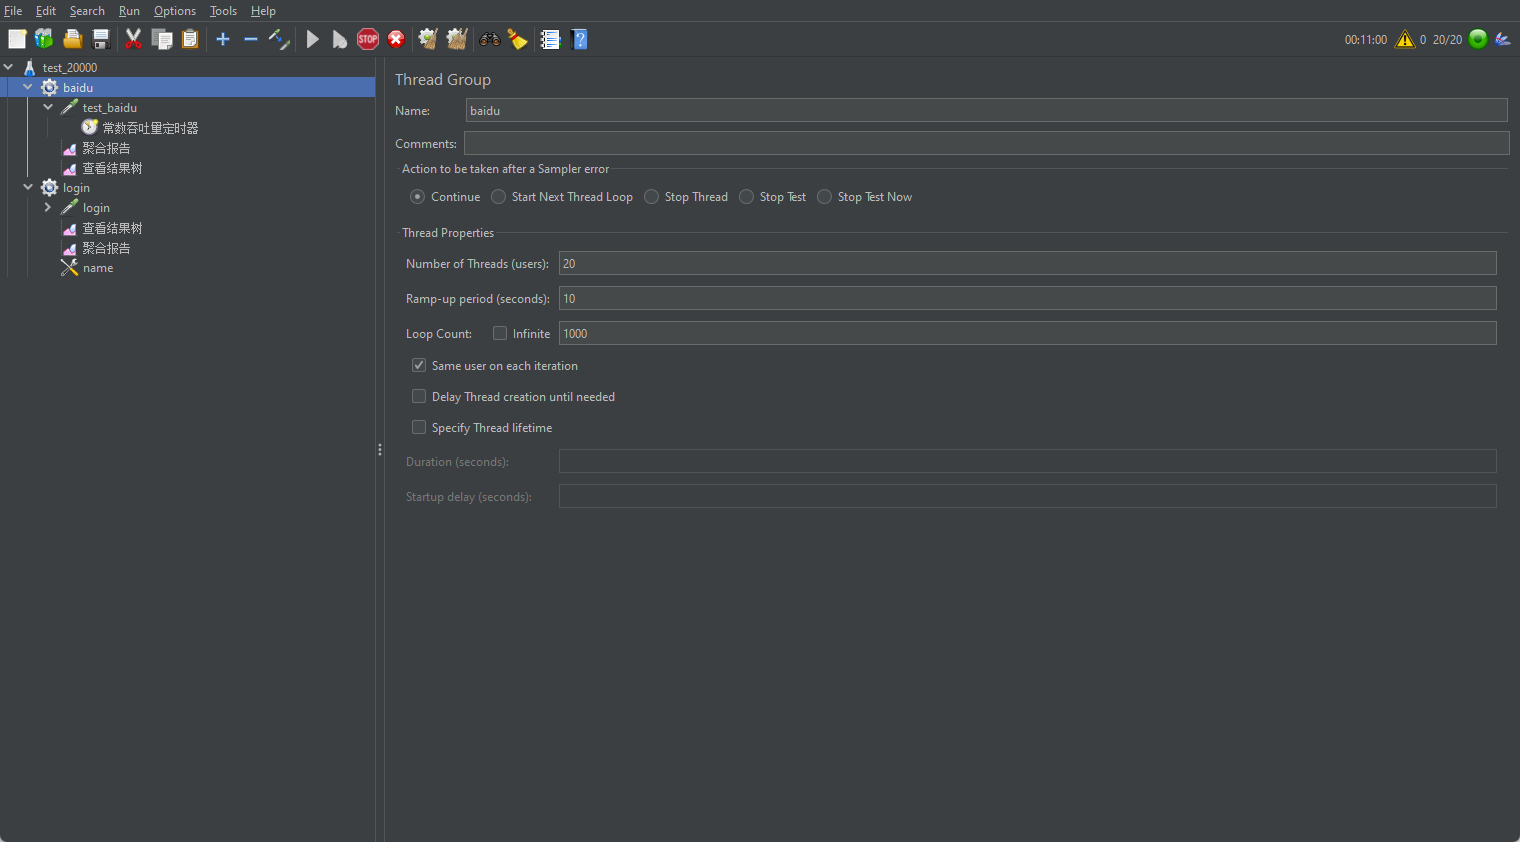 File Edit Search Run Options Tools Help
STOP
00:11:00 0 20/20
test_20000
baidu
test_baidu
常数吞吐量定时器
聚合报告
查看结果树
login
login
查看结果树
聚合报告
name
Thread Group
Name: baidu
Comments:
Action to be taken after a Sampler error
Continue Start Next Thread Loop Stop Thread Stop Test Stop Test Now
Thread Properties
Number of Threads (users): 20
Ramp-up period (seconds): 10
Loop Count: Infinite 1000
Same user on each iteration
Delay Thread creation until needed
Specify Thread lifetime
Duration (seconds):
Startup delay (seconds):